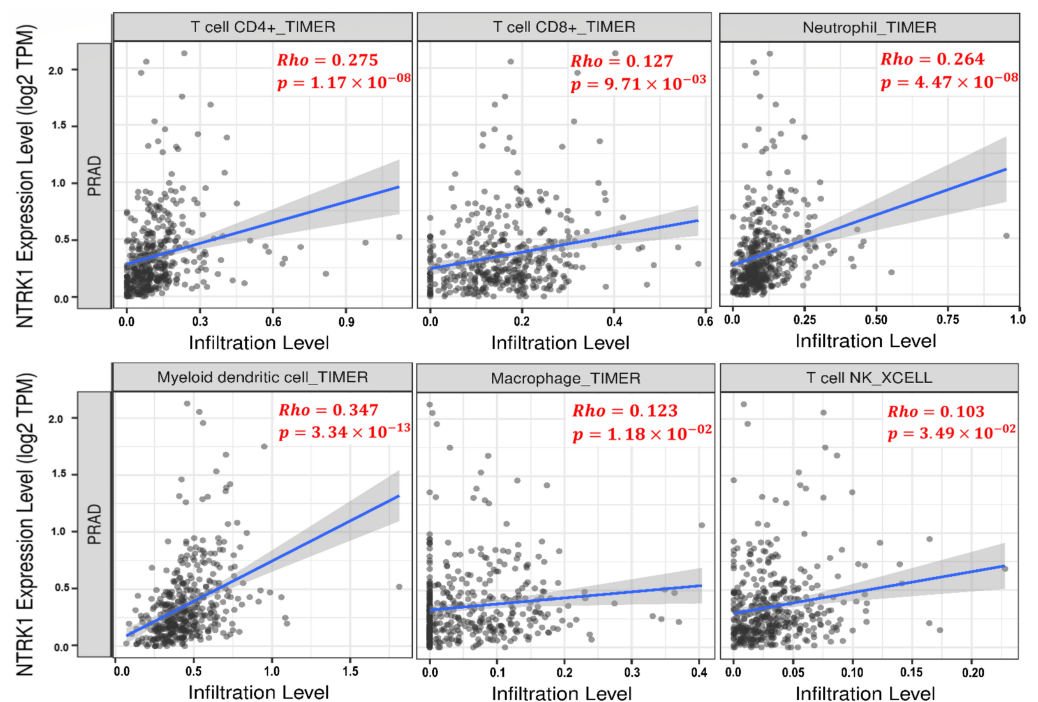 T cell CD4+_TIMER
T cell CD8+_TIMER
Neutrophil_TIMER
NTRK1 Expression Level (log2 TPM)
PRAD
2.0
1.5
1.0
0.5
0.0
Rho = 0.275
p = 1.17 × 10⁻⁰⁸
Rho = 0.127
p = 9.71 × 10⁻⁰³
Rho = 0.264
p = 4.47 × 10⁻⁰⁸
0.0 0.3 0.6 0.9
0.0 0.2 0.4 0.6
0.0 0.25 0.50 0.75 1.0
Infiltration Level
Infiltration Level
Infiltration Level
Myeloid dendritic cell_TIMER
Macrophage_TIMER
T cell NK_XCELL
NTRK1 Expression Level (log2 TPM)
PRAD
2.0
1.5
1.0
0.5
0.0
Rho = 0.347
p = 3.34 × 10⁻¹³
Rho = 0.123
p = 1.18 × 10⁻⁰²
Rho = 0.103
p = 3.49 × 10⁻⁰²
0.0 0.5 1.0 1.5
0.0 0.1 0.2 0.3 0.4
0.0 0.05 0.10 0.15 0.20
Infiltration Level
Infiltration Level
Infiltration Level